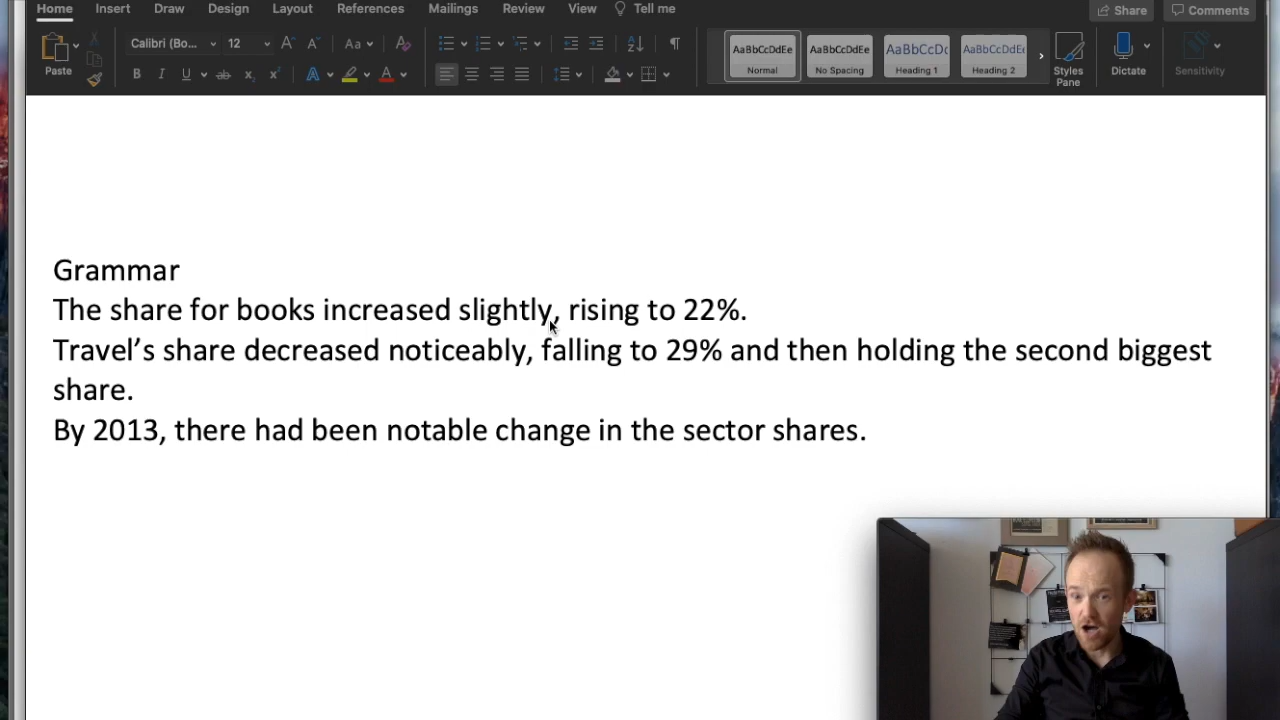 Home Insert Draw Design Layout References Mailings Review View Tell me Share Comments
Calibri (Bo... 12 Aa AaBbCcDdEe AaBbCcDdEe AaBbCcDc AaBbCcDdEe
Paste Normal No Spacing Heading 1 Heading 2 Styles Pane Dictate Sensitivity
B I U ab x A A
Grammar
The share for books increased slightly, rising to 22%.
Travel’s share decreased noticeably, falling to 29% and then holding the second biggest
share.
By 2013, there had been notable change in the sector shares.